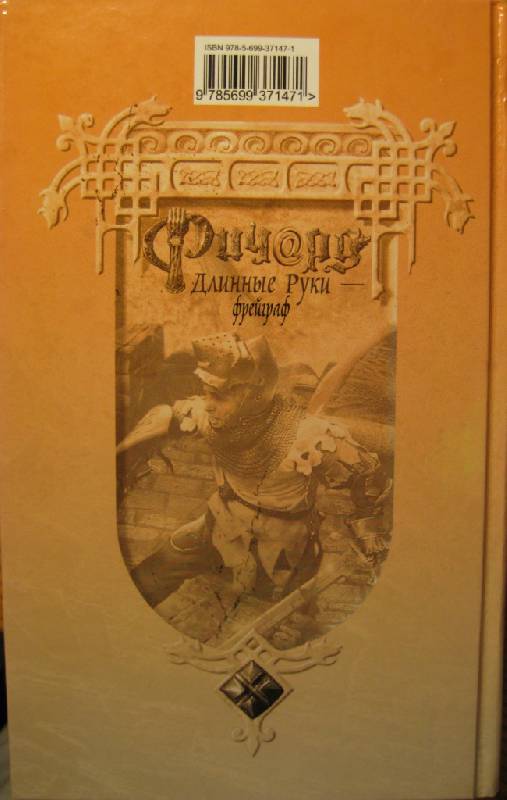 ISBN 978-5-699-37147-1
9 785699 371471 >
Ричард
Длинные Руки —
фрейграф